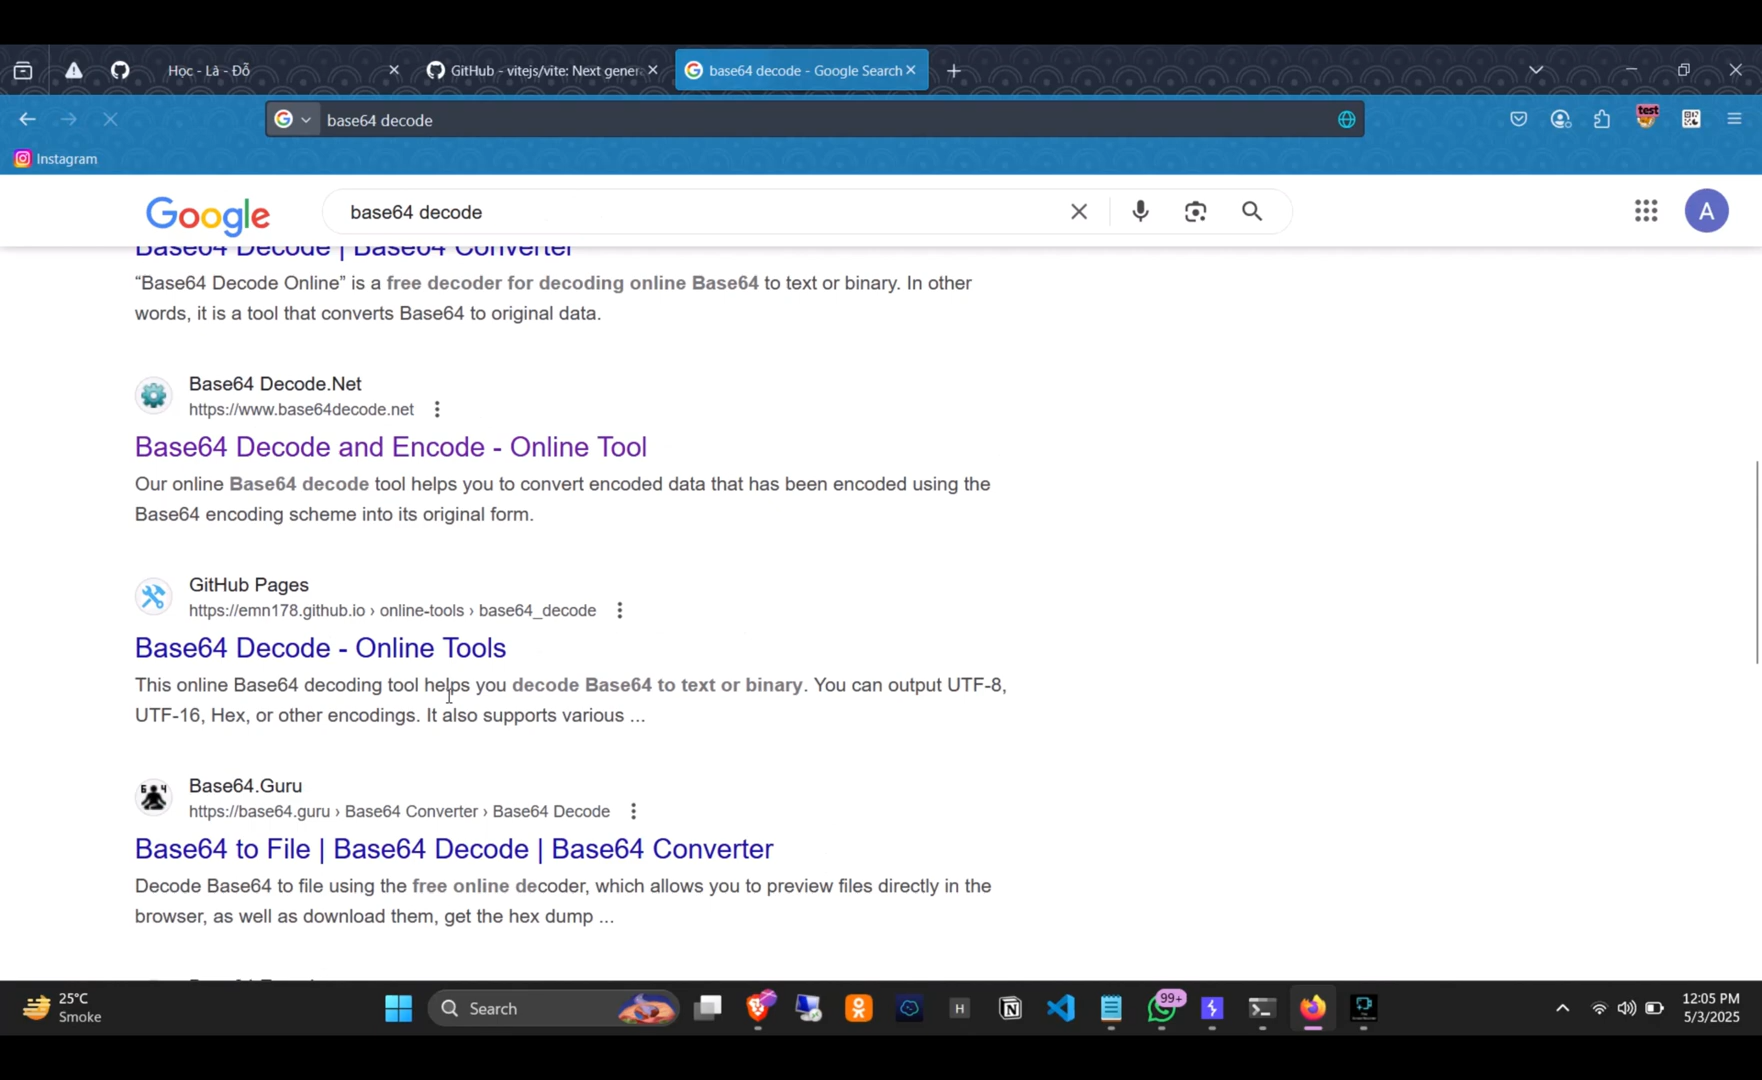 Học - Là - Đỗ
GitHub - vitejs/vite: Next gener
base64 decode - Google Search
base64 decode
test
Instagram
Google
base64 decode
A
Base64 Decode | Base64 Converter
“Base64 Decode Online” is a free decoder for decoding online Base64 to text or binary. In other
words, it is a tool that converts Base64 to original data.
Base64 Decode.Net
https://www.base64decode.net
Base64 Decode and Encode - Online Tool
Our online Base64 decode tool helps you to convert encoded data that has been encoded using the
Base64 encoding scheme into its original form.
GitHub Pages
https://emn178.github.io › online-tools › base64_decode
Base64 Decode - Online Tools
This online Base64 decoding tool helps you decode Base64 to text or binary. You can output UTF-8,
UTF-16, Hex, or other encodings. It also supports various ...
Base64.Guru
https://base64.guru › Base64 Converter › Base64 Decode
Base64 to File | Base64 Decode | Base64 Converter
Decode Base64 to file using the free online decoder, which allows you to preview files directly in the
browser, as well as download them, get the hex dump ...
25°C
Smoke
Search
H
99+
12:05 PM
5/3/2025